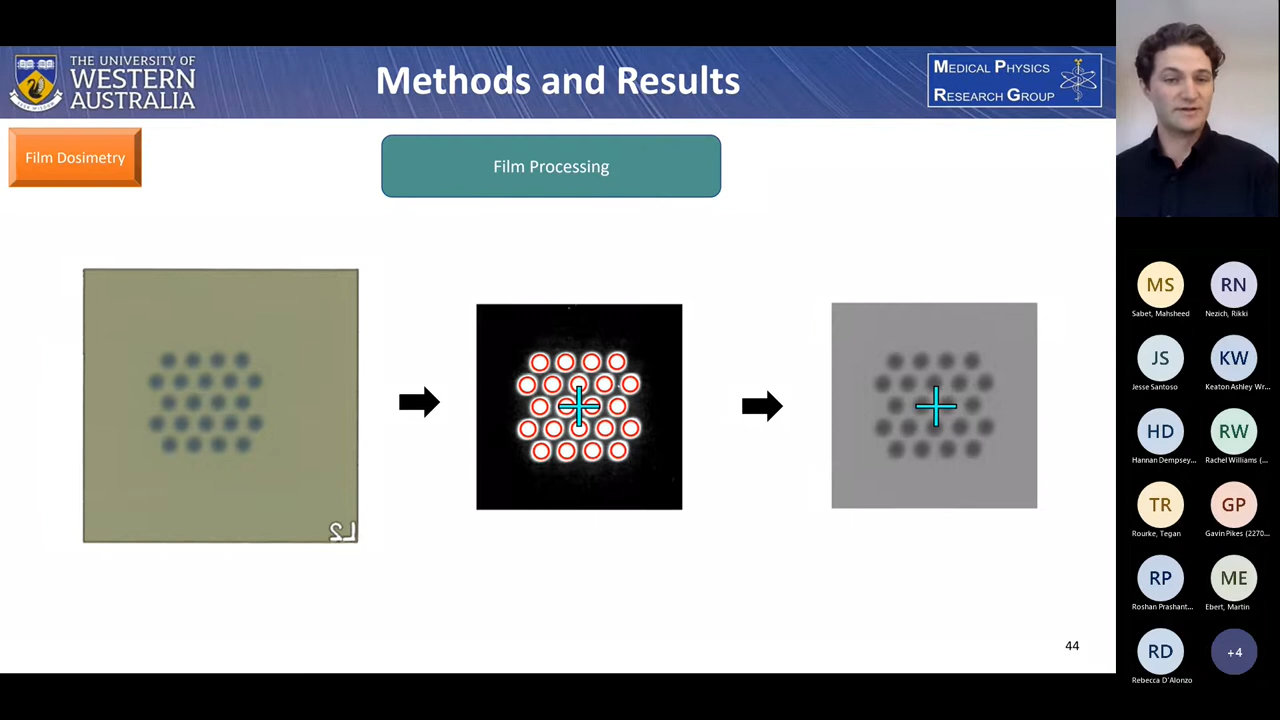 THE UNIVERSITY OF
WESTERN
AUSTRALIA
Methods and Results
MEDICAL PHYSICS
RESEARCH GROUP
Film Dosimetry
Film Processing
L2
44
MS
Sabet, Mahsheed
RN
Nezich, Rikki
JS
Jesse Santoso
KW
Keaton Ashley Wr...
HD
Hannan Dempsey...
RW
Rachel Williams (...
TR
Rourke, Tegan
GP
Gavin Pikes (2270...
RP
Roshan Prashant...
ME
Ebert, Martin
RD
Rebecca D'Alonzo
+4